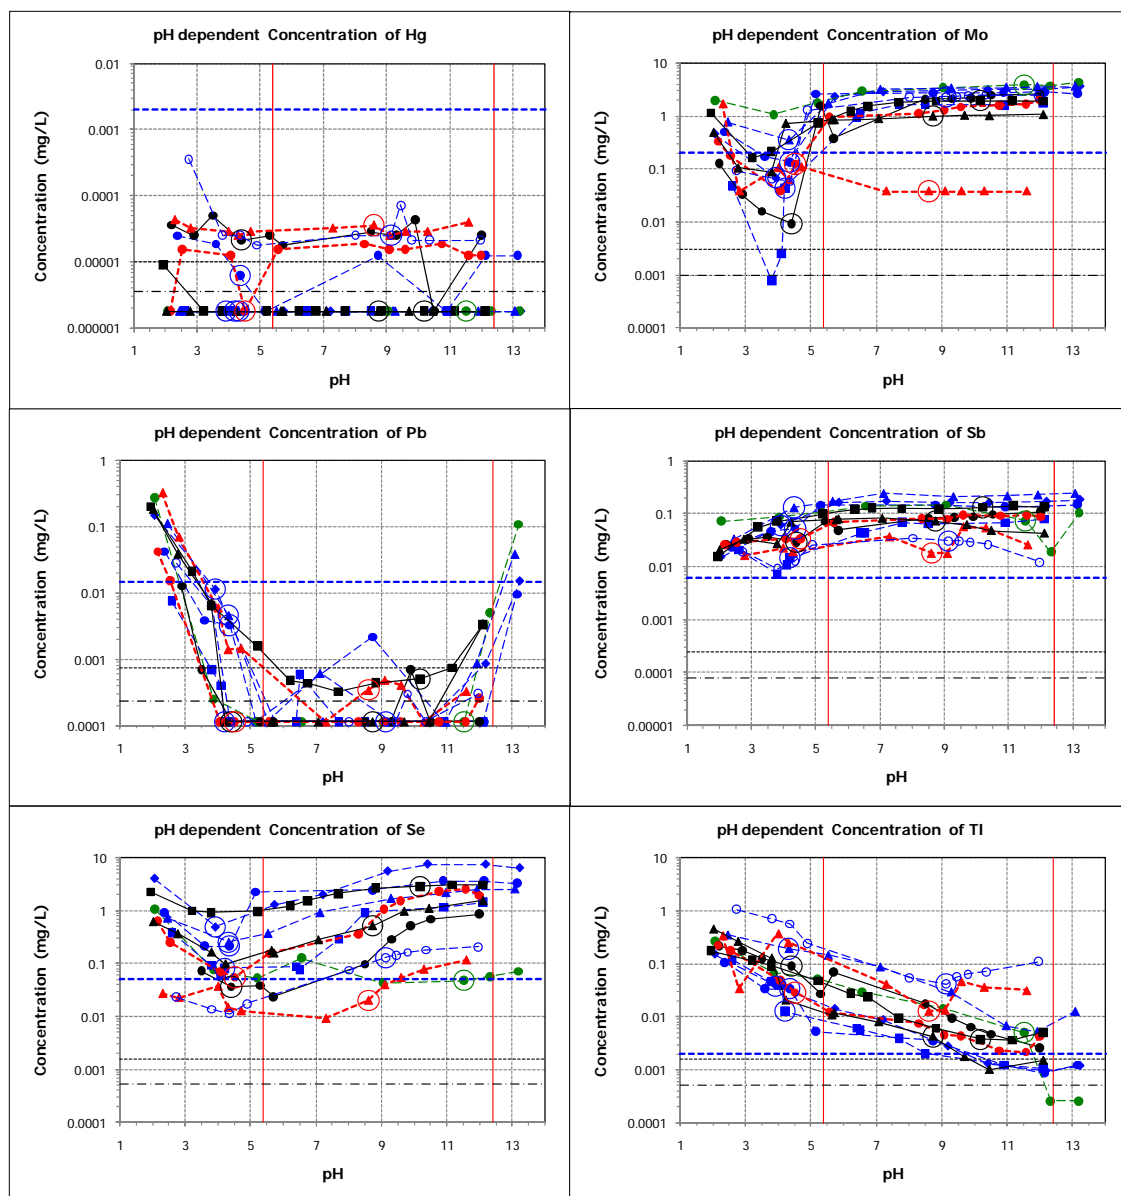 pH dependent Concentration of Hg
Concentration (mg/L)
0.01
0.001
0.0001
0.00001
0.000001
1 3 5 7 9 11 13
pH
pH dependent Concentration of Mo
Concentration (mg/L)
10
1
0.1
0.01
0.001
0.0001
1 3 5 7 9 11 13
pH
pH dependent Concentration of Pb
Concentration (mg/L)
1
0.1
0.01
0.001
0.0001
1 3 5 7 9 11 13
pH
pH dependent Concentration of Sb
Concentration (mg/L)
1
0.1
0.01
0.001
0.0001
0.00001
1 3 5 7 9 11 13
pH
pH dependent Concentration of Se
Concentration (mg/L)
10
1
0.1
0.01
0.001
0.0001
1 3 5 7 9 11 13
pH
pH dependent Concentration of Tl
Concentration (mg/L)
10
1
0.1
0.01
0.001
0.0001
1 3 5 7 9 11 13
pH